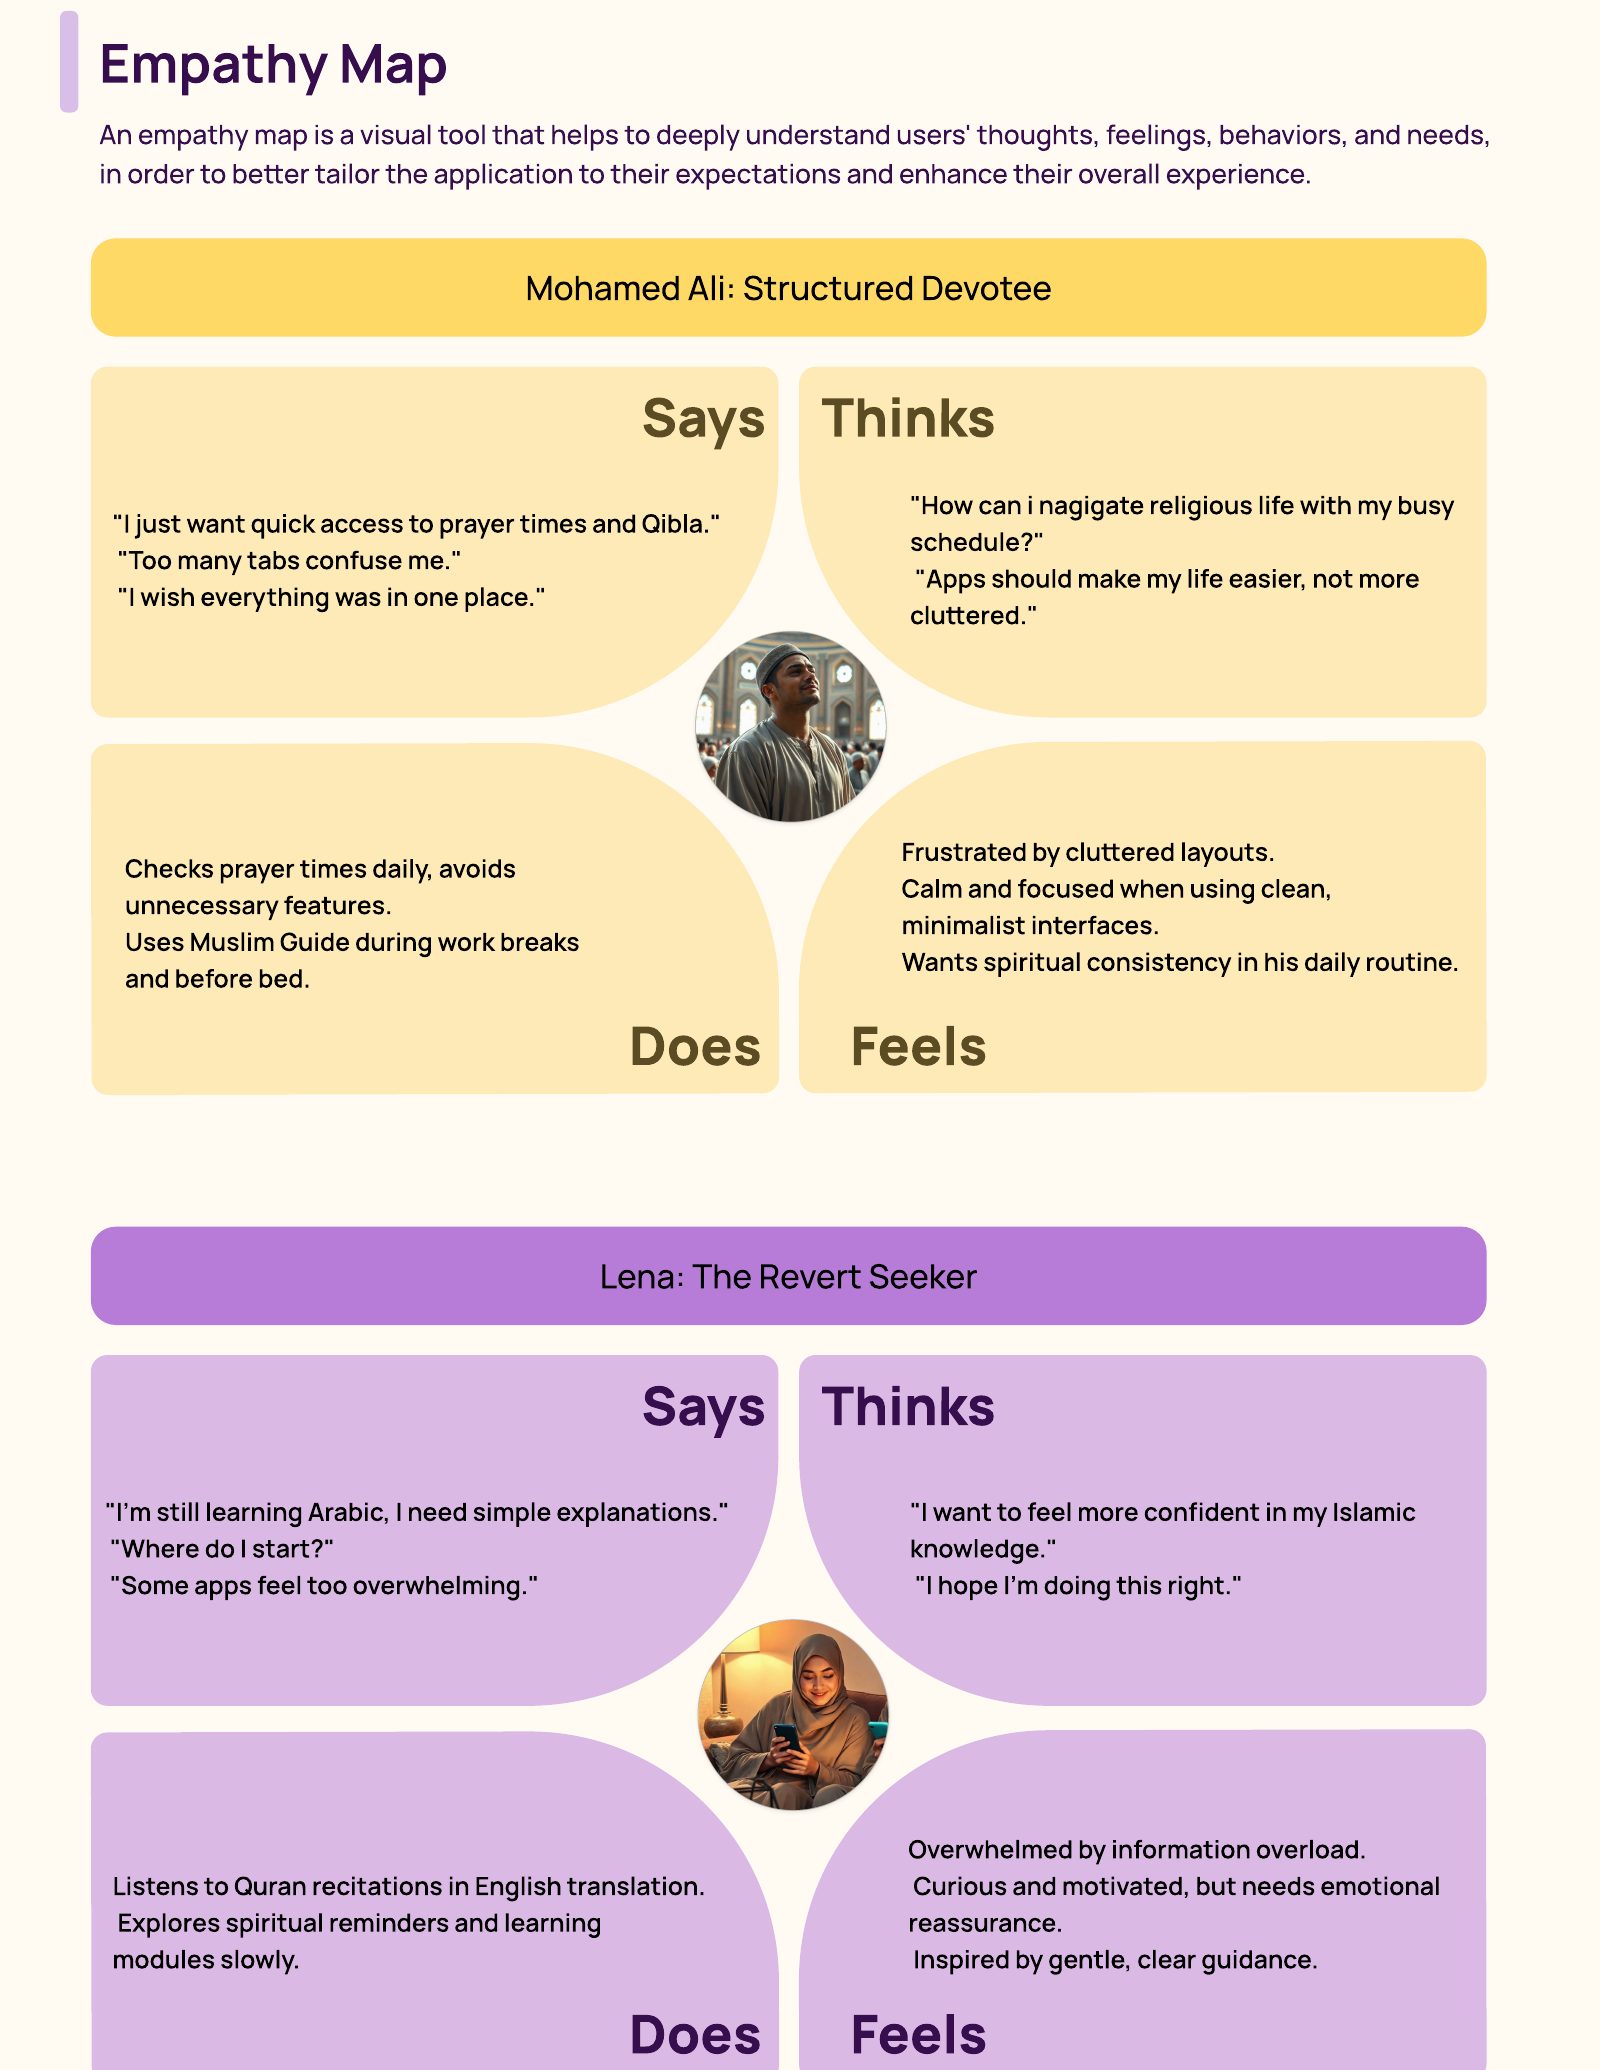 Empathy Map
An empathy map is a visual tool that helps to deeply understand users' thoughts, feelings, behaviors, and needs,
in order to better tailor the application to their expectations and enhance their overall experience.
Mohamed Ali: Structured Devotee
Says
"I just want quick access to prayer times and Qibla."
"Too many tabs confuse me."
"I wish everything was in one place."
Thinks
"How can i nagigate religious life with my busy
schedule?"
"Apps should make my life easier, not more
cluttered."
Checks prayer times daily, avoids
unnecessary features.
Uses Muslim Guide during work breaks
and before bed.
Does
Frustrated by cluttered layouts.
Calm and focused when using clean,
minimalist interfaces.
Wants spiritual consistency in his daily routine.
Feels
Lena: The Revert Seeker
Says
"I'm still learning Arabic, I need simple explanations."
"Where do I start?"
"Some apps feel too overwhelming."
Thinks
"I want to feel more confident in my Islamic
knowledge."
"I hope I'm doing this right."
Listens to Quran recitations in English translation.
Explores spiritual reminders and learning
modules slowly.
Does
Overwhelmed by information overload.
Curious and motivated, but needs emotional
reassurance.
Inspired by gentle, clear guidance.
Feels